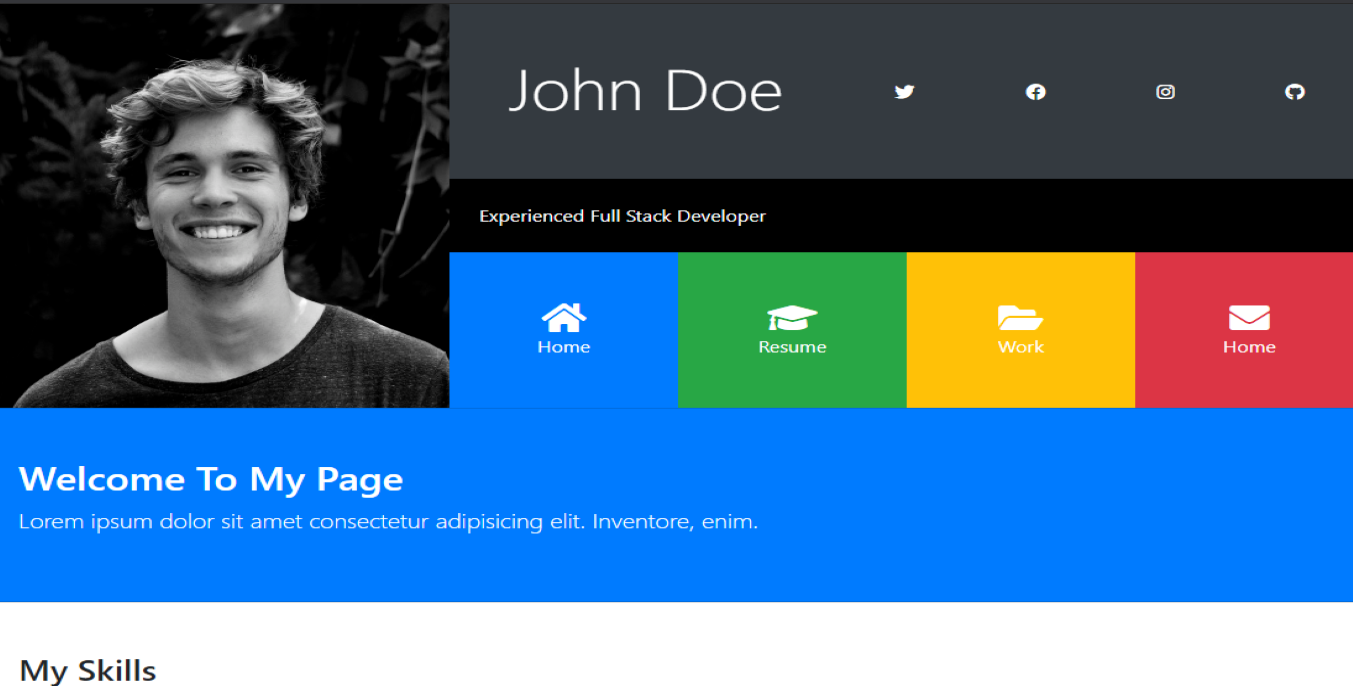 John Doe
Experienced Full Stack Developer
Home
Resume
Work
Home
Welcome To My Page
Lorem ipsum dolor sit amet consectetur adipisicing elit. Inventore, enim.
My Skills